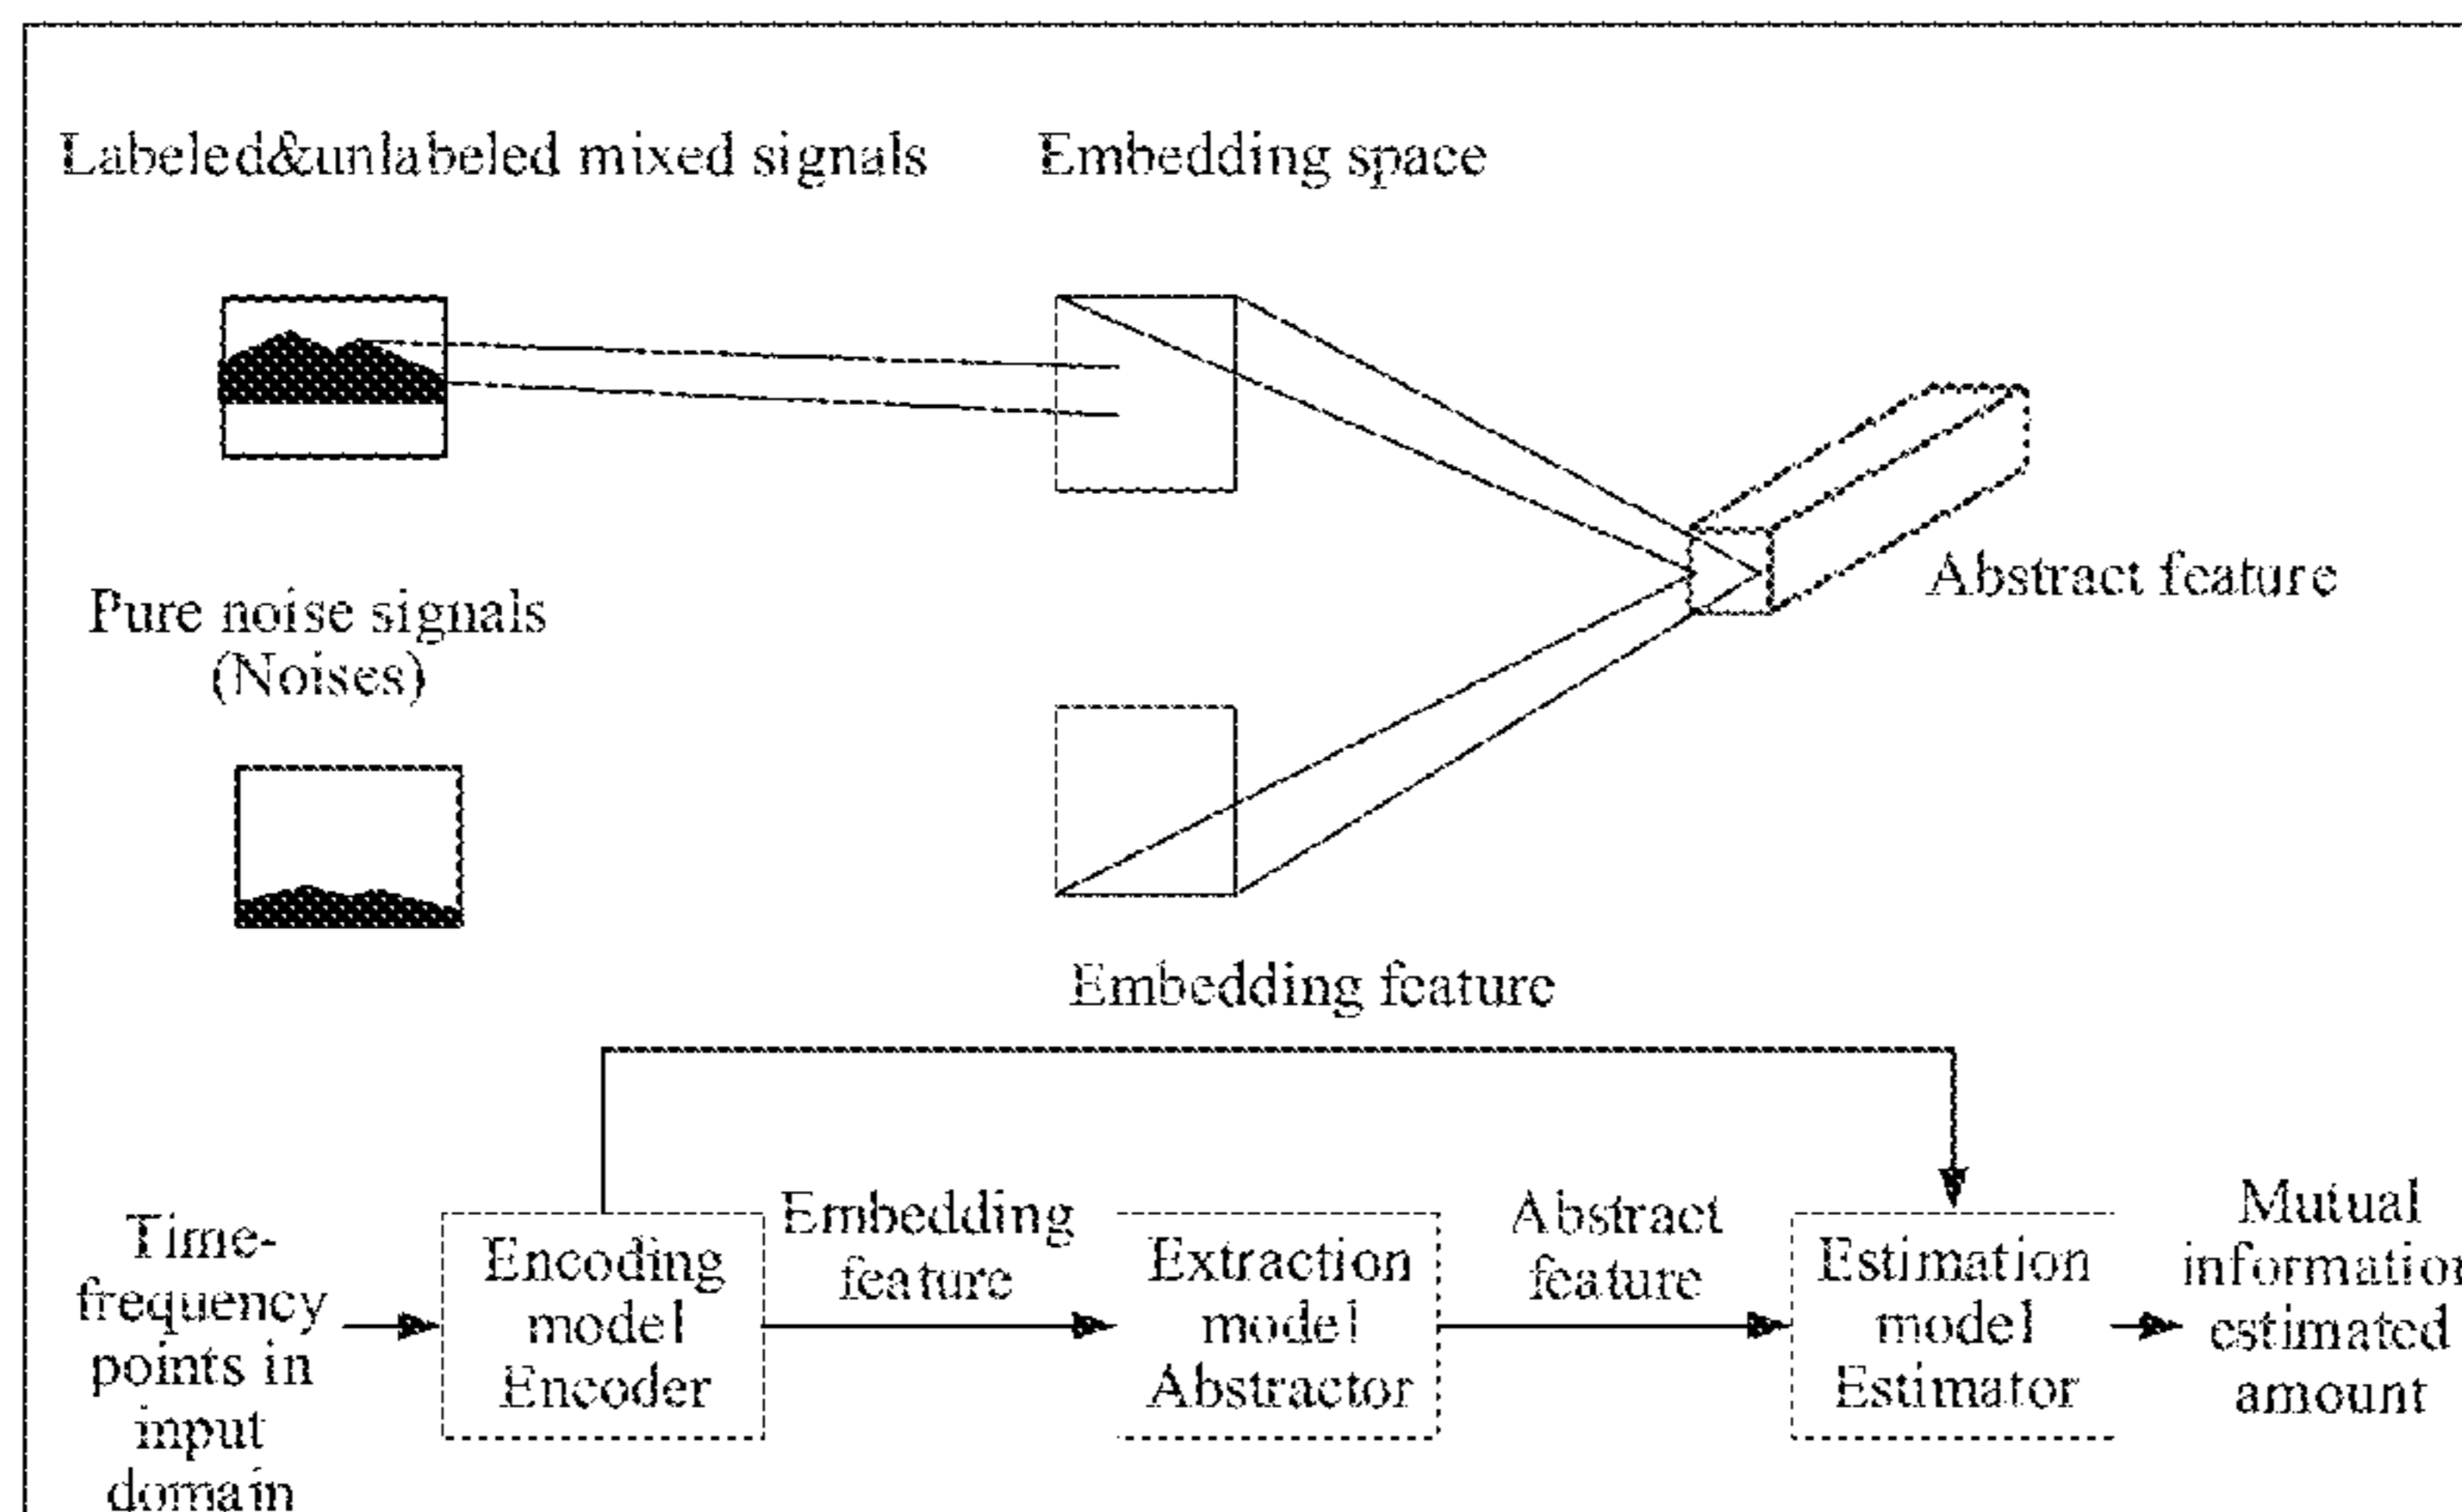 Labeled&unlabeled mixed signals
Embedding space
Abstract feature
Pure noise signals
(Noises)
Embedding feature
Time-
frequency
points in
input
domain
Encoding
model
Encoder
Embedding
feature
Extraction
model
Abstractor
Abstract
feature
Estimation
model
Estimator
Mutual
information
estimated
amount